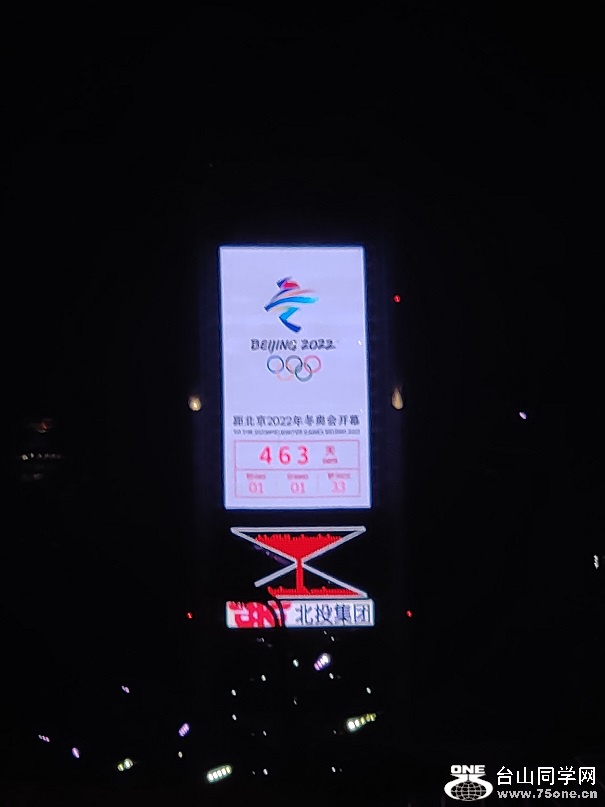 BEIJING 2022
距北京2022年冬奥会开幕
463 天
01 01 33
北投集团
ONE
台山同学网
www.75one.cn